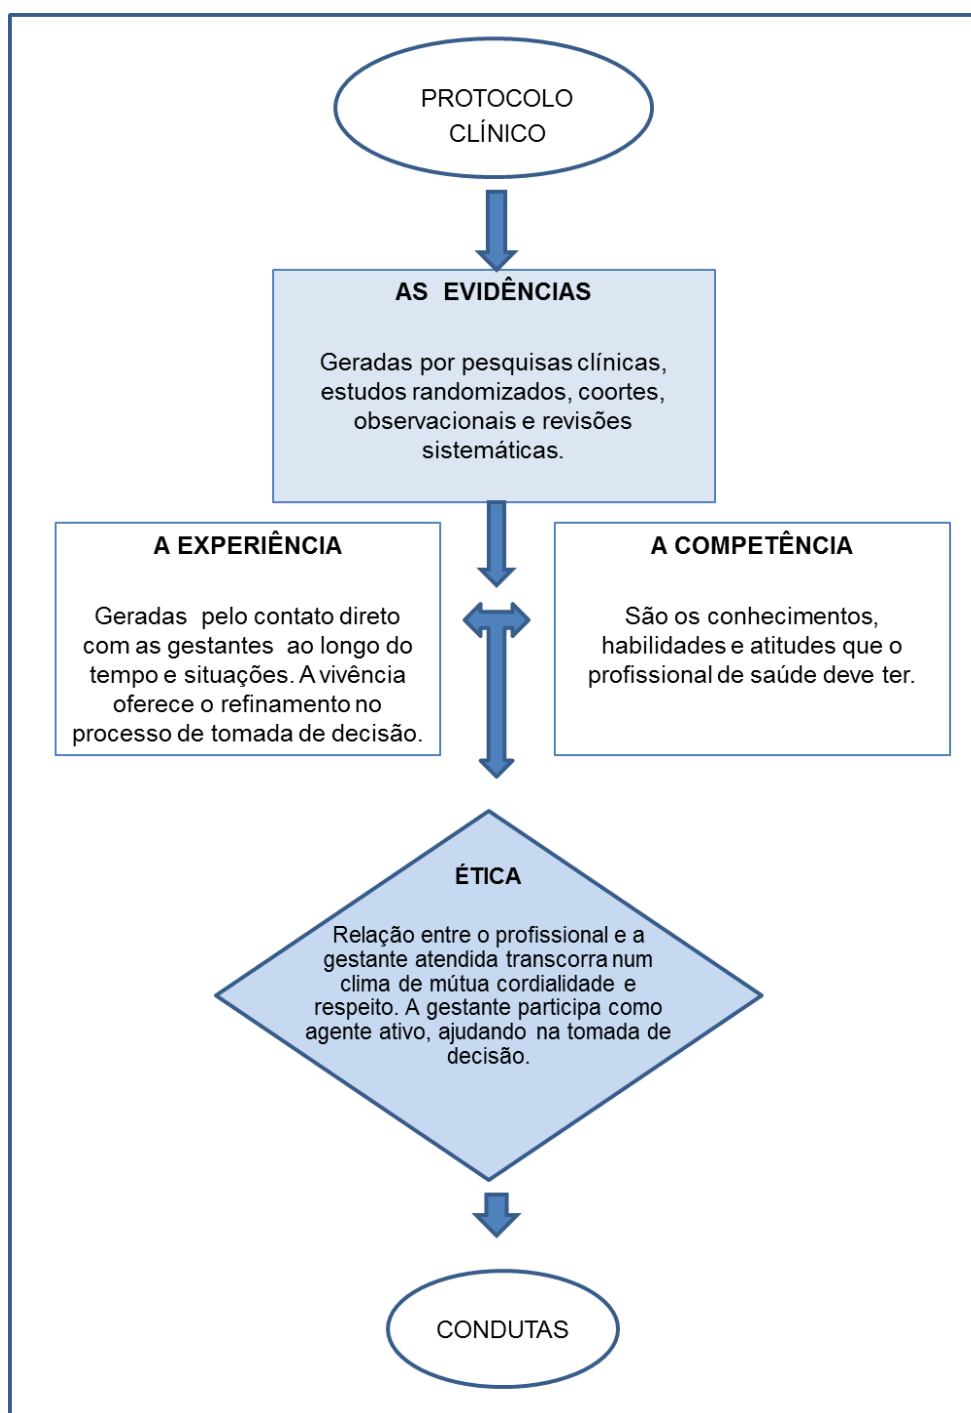 PROTOCOLO
CLÍNICO
AS EVIDÊNCIAS
Geradas por pesquisas clínicas,
estudos randomizados, coortes,
observacionais e revisões
sistemáticas.
A EXPERIÊNCIA
Geradas pelo contato direto
com as gestantes ao longo do
tempo e situações. A vivência
oferece o refinamento no
processo de tomada de decisão.
A COMPETÊNCIA
São os conhecimentos,
habilidades e atitudes que o
profissional de saúde deve ter.
ÉTICA
Relação entre o profissional e a
gestante atendida transcorra num
clima de mútua cordialidade e
respeito. A gestante participa como
agente ativo, ajudando na tomada de
decisão.
CONDUTAS